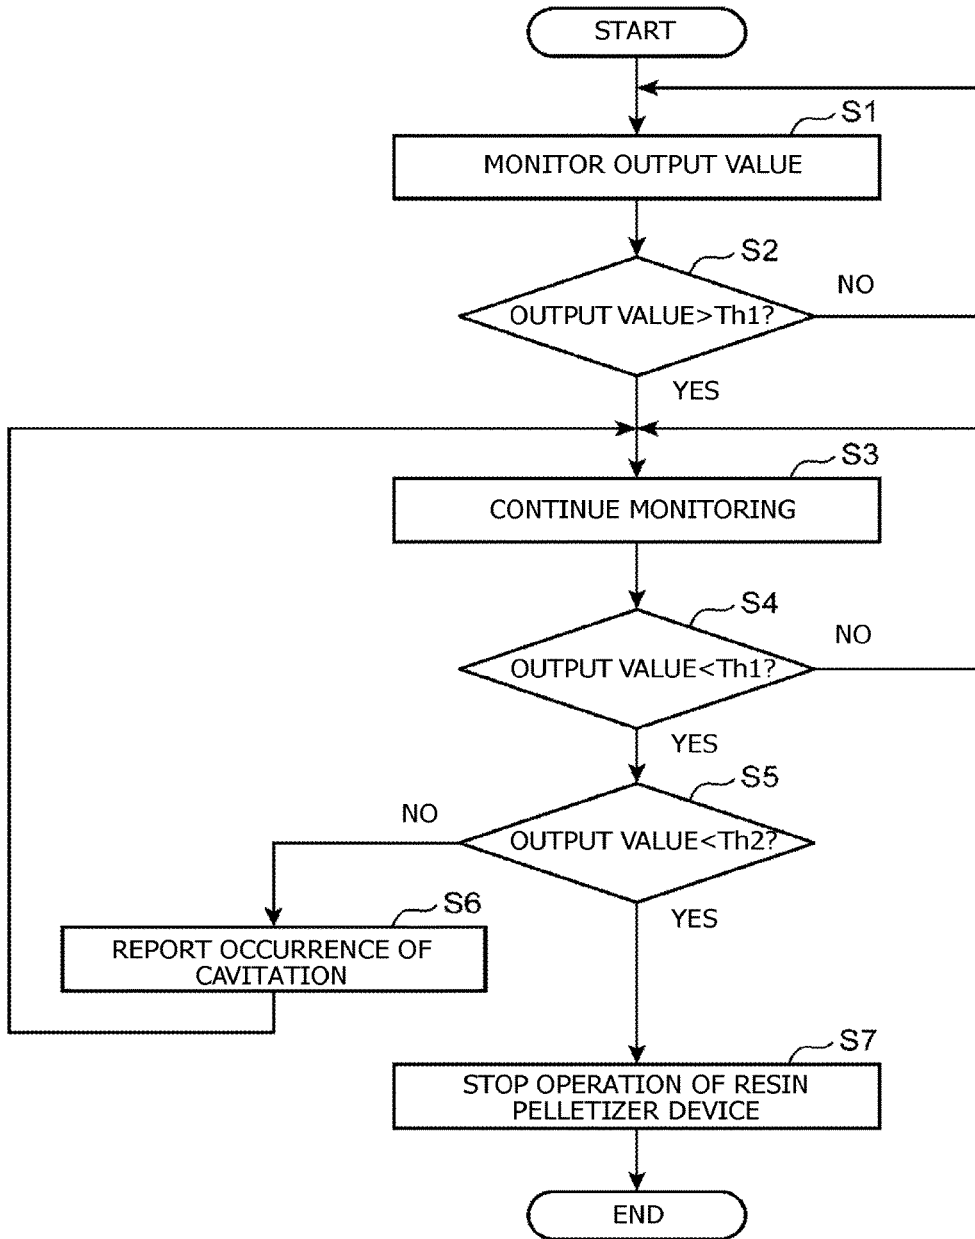 START
S1
MONITOR OUTPUT VALUE
S2
OUTPUT VALUE>Th1?
NO
YES
S3
CONTINUE MONITORING
S4
OUTPUT VALUE<Th1?
NO
YES
S5
OUTPUT VALUE<Th2?
NO
YES
S6
REPORT OCCURRENCE OF
CAVITATION
S7
STOP OPERATION OF RESIN
PELLETIZER DEVICE
END